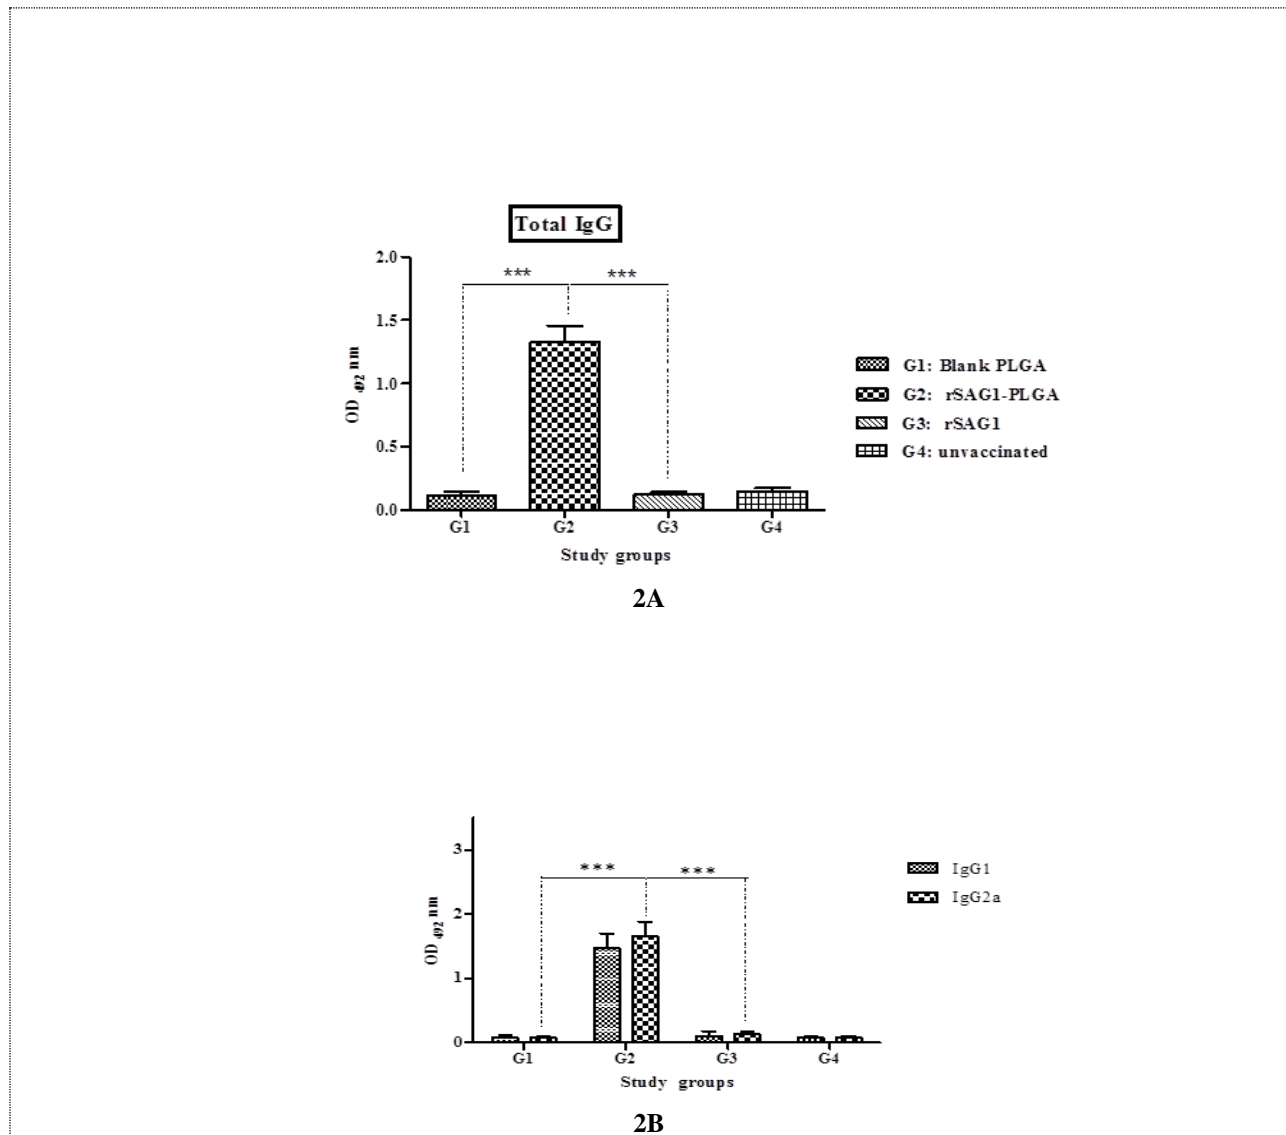 Total IgG
2.0
***
***
1.5
1.0
0.5
0.0
OD 492 nm
G1
G2
G3
G4
Study groups
G1: Blank PLGA
G2: rSAG1-PLGA
G3: rSAG1
G4: unvaccinated
2A
3
***
***
2
1
0
OD 492 nm
G1
G2
G3
G4
Study groups
IgG1
IgG2a
2B